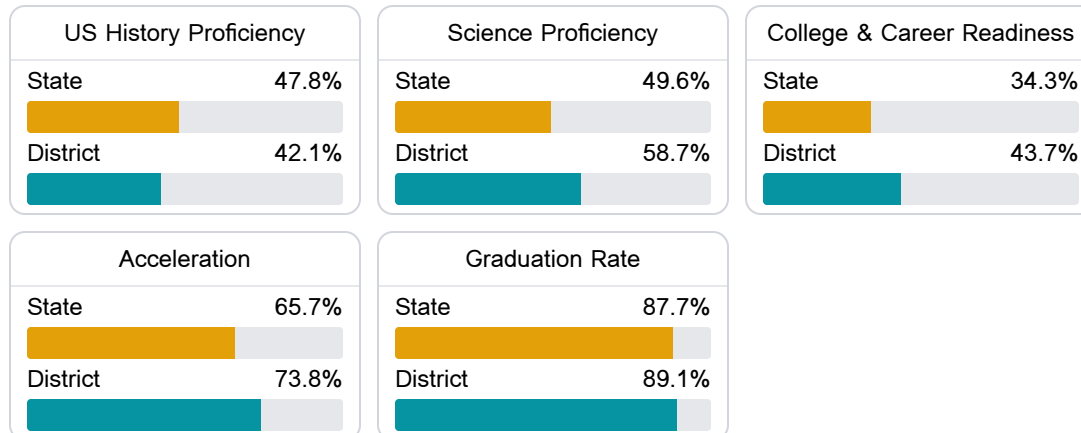 US History Proficiency
State 47.8%
District 42.1%
Science Proficiency
State 49.6%
District 58.7%
College & Career Readiness
State 34.3%
District 43.7%
Acceleration
State 65.7%
District 73.8%
Graduation Rate
State 87.7%
District 89.1%